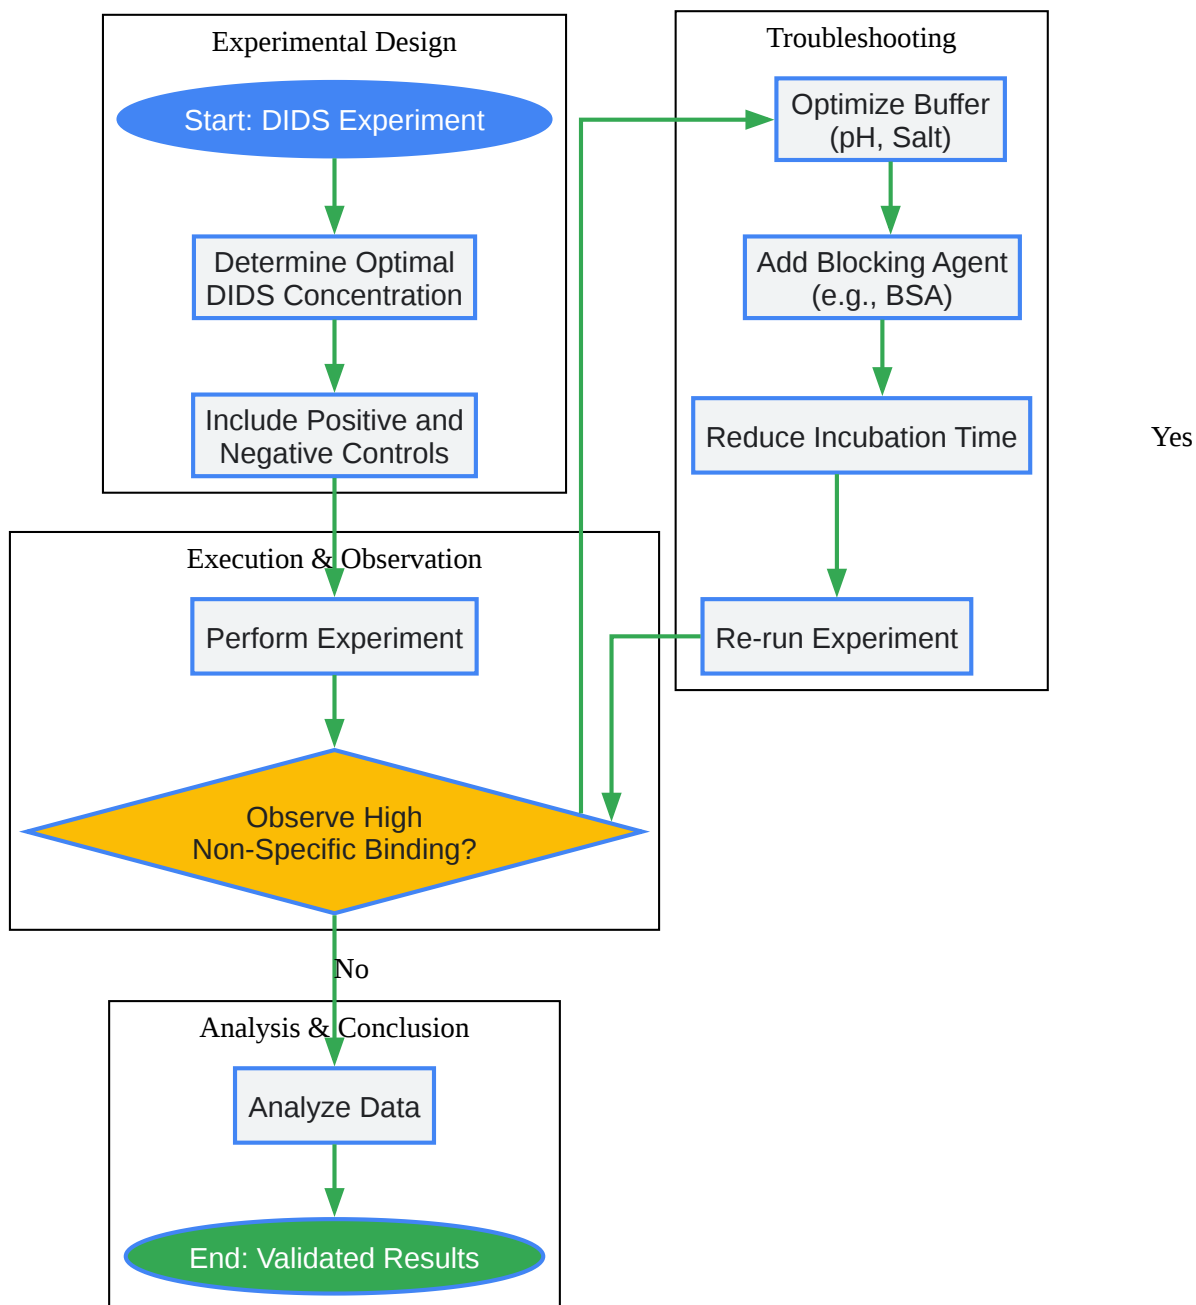 Experimental Design
Start: DIDS Experiment
Determine Optimal
DIDS Concentration
Include Positive and
Negative Controls
Execution & Observation
Perform Experiment
Observe High
Non-Specific Binding?
No
Analysis & Conclusion
Analyze Data
End: Validated Results
Troubleshooting
Optimize Buffer
(pH, Salt)
Add Blocking Agent
(e.g., BSA)
Reduce Incubation Time
Re-run Experiment
Yes